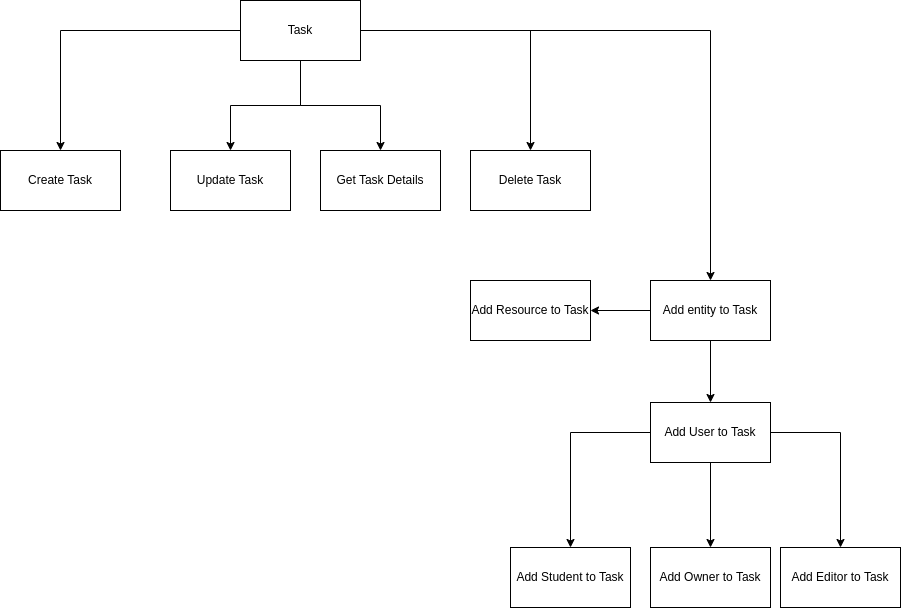 Task
Create Task
Update Task
Get Task Details
Delete Task
Add Resource to Task
Add entity to Task
Add User to Task
Add Student to Task
Add Owner to Task
Add Editor to Task